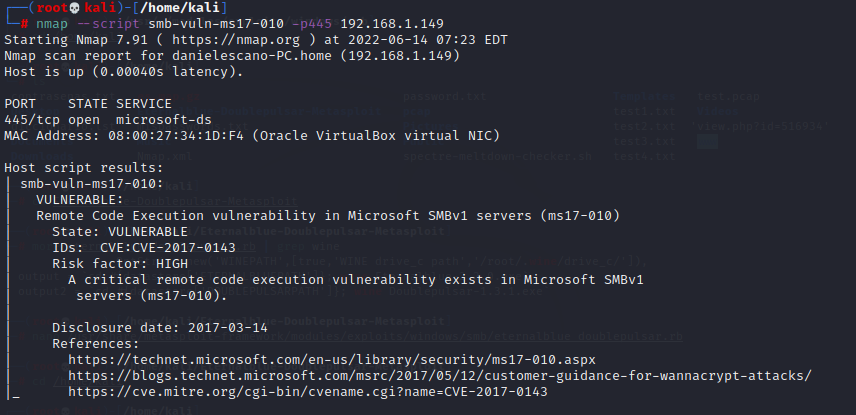 ┌──(root💀kali)-[/home/kali]
└─# nmap --script smb-vuln-ms17-010 -p445 192.168.1.149
Starting Nmap 7.91 ( https://nmap.org ) at 2022-06-14 07:23 EDT
Nmap scan report for danielescano-PC.home (192.168.1.149)
Host is up (0.00040s latency).
PORT    STATE SERVICE
445/tcp open  microsoft-ds
MAC Address: 08:00:27:34:1D:F4 (Oracle VirtualBox virtual NIC)
Host script results:
| smb-vuln-ms17-010:
|   VULNERABLE:
|   Remote Code Execution vulnerability in Microsoft SMBv1 servers (ms17-010)
|     State: VULNERABLE
|     IDs:  CVE:CVE-2017-0143
|     Risk factor: HIGH
|       A critical remote code execution vulnerability exists in Microsoft SMBv1
|        servers (ms17-010).
|
|     Disclosure date: 2017-03-14
|     References:
|       https://technet.microsoft.com/en-us/library/security/ms17-010.aspx
|       https://blogs.technet.microsoft.com/msrc/2017/05/12/customer-guidance-for-wannacrypt-attacks/
|_      https://cve.mitre.org/cgi-bin/cvename.cgi?name=CVE-2017-0143